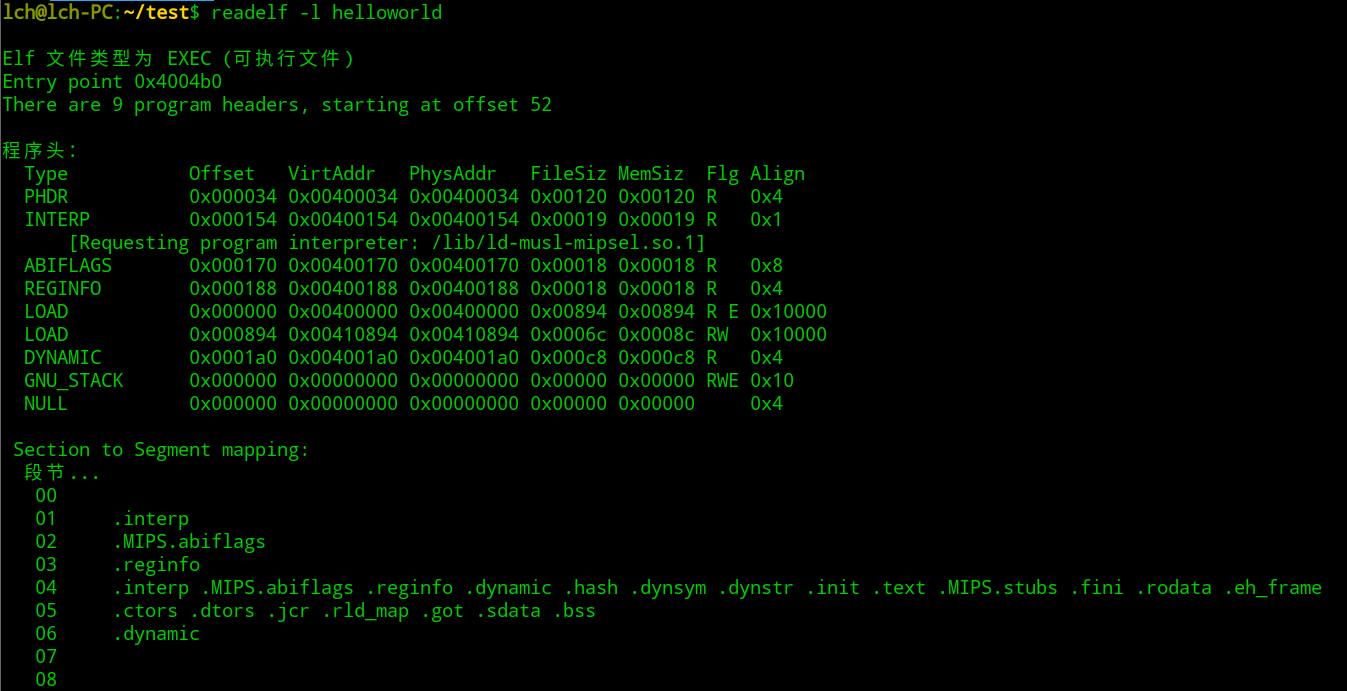 lch@lch-PC:~/test$ readelf -l helloworld
Elf 文件类型为 EXEC (可执行文件)
Entry point 0x4004b0
There are 9 program headers, starting at offset 52
程序头：
  Type           Offset   VirtAddr   PhysAddr   FileSiz MemSiz  Flg Align
  PHDR           0x000034 0x00400034 0x00400034 0x00120 0x00120 R   0x4
  INTERP         0x000154 0x00400154 0x00400154 0x00019 0x00019 R   0x1
      [Requesting program interpreter: /lib/ld-musl-mipsel.so.1]
  ABIFLAGS       0x000170 0x00400170 0x00400170 0x00018 0x00018 R   0x8
  REGINFO        0x000188 0x00400188 0x00400188 0x00018 0x00018 R   0x4
  LOAD           0x000000 0x00400000 0x00400000 0x00894 0x00894 R E 0x10000
  LOAD           0x000894 0x00410894 0x00410894 0x0006c 0x0008c RW  0x10000
  DYNAMIC        0x0001a0 0x004001a0 0x004001a0 0x000c8 0x000c8 R   0x4
  GNU_STACK      0x000000 0x00000000 0x00000000 0x00000 0x00000 RWE 0x10
  NULL           0x000000 0x00000000 0x00000000 0x00000 0x00000     0x4
 Section to Segment mapping:
  段节...
   00
   01     .interp
   02     .MIPS.abiflags
   03     .reginfo
   04     .interp .MIPS.abiflags .reginfo .dynamic .hash .dynsym .dynstr .init .text .MIPS.stubs .fini .rodata .eh_frame
   05     .ctors .dtors .jcr .rld_map .got .sdata .bss
   06     .dynamic
   07
   08